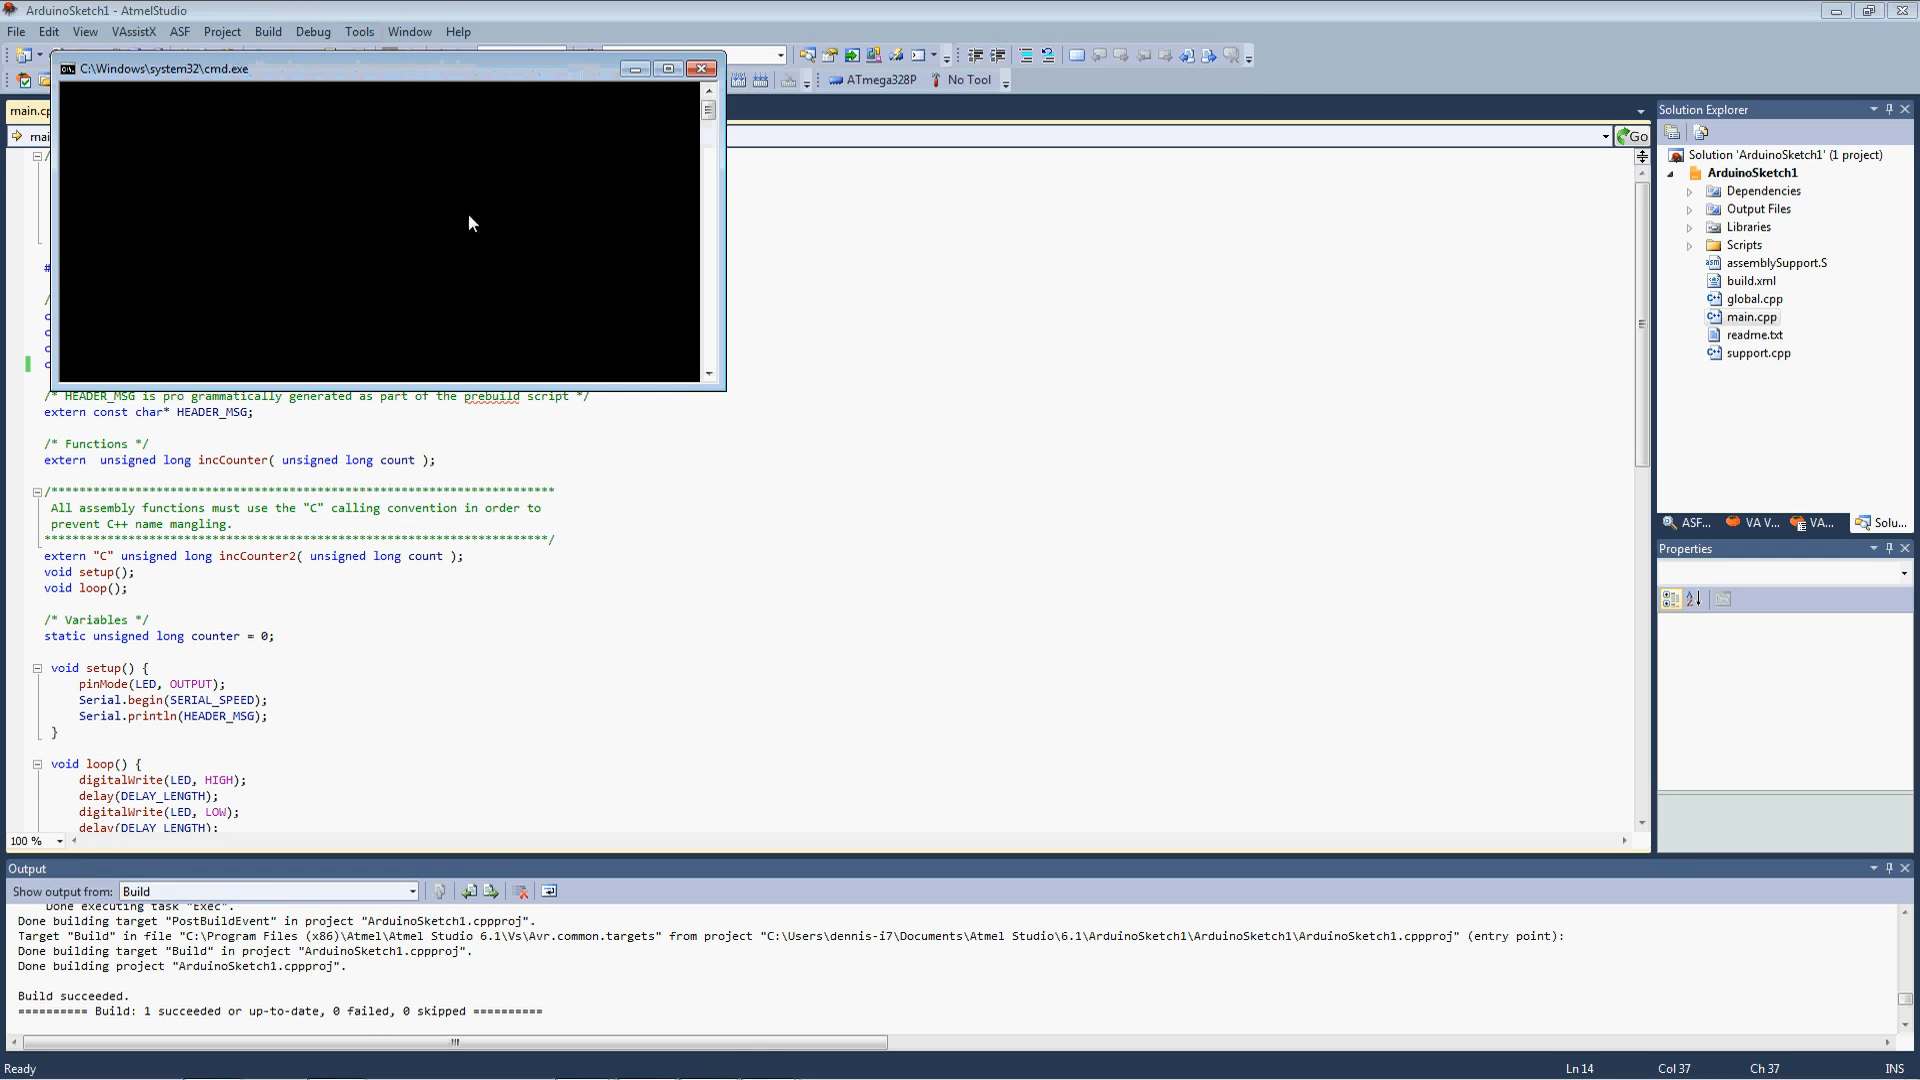 ArduinoSketch1 - AtmelStudio
File Edit View VAssistX ASF Project Build Debug Tools Window Help
C:\Windows\system32\cmd.exe
ATmega328P No Tool
main.cp
mai
Go
/* HEADER_MSG is pro grammatically generated as part of the prebuild script */
extern const char* HEADER_MSG;
/* Functions */
extern  unsigned long incCounter( unsigned long count );
/************************************************************************
All assembly functions must use the "C" calling convention in order to
prevent C++ name mangling.
************************************************************************/
extern "C" unsigned long incCounter2( unsigned long count );
void setup();
void loop();
/* Variables */
static unsigned long counter = 0;
void setup() {
pinMode(LED, OUTPUT);
Serial.begin(SERIAL_SPEED);
Serial.println(HEADER_MSG);
}
void loop() {
digitalWrite(LED, HIGH);
delay(DELAY_LENGTH);
digitalWrite(LED, LOW);
delay(DELAY_LENGTH);
100 %
Solution Explorer
Solution 'ArduinoSketch1' (1 project)
ArduinoSketch1
Dependencies
Output Files
Libraries
Scripts
assemblySupport.S
build.xml
global.cpp
main.cpp
readme.txt
support.cpp
ASF... VA V... VA... Solu...
Properties
Output
Show output from: Build
Done executing task "Exec".
Done building target "PostBuildEvent" in project "ArduinoSketch1.cppproj".
Target "Build" in file "C:\Program Files (x86)\Atmel\Atmel Studio 6.1\Vs\Avr.common.targets" from project "C:\Users\dennis-i7\Documents\Atmel Studio\6.1\ArduinoSketch1\ArduinoSketch1\ArduinoSketch1.cppproj" (entry point):
Done building target "Build" in project "ArduinoSketch1.cppproj".
Done building project "ArduinoSketch1.cppproj".
Build succeeded.
========== Build: 1 succeeded or up-to-date, 0 failed, 0 skipped ==========
Ready Ln 14 Col 37 Ch 37 INS